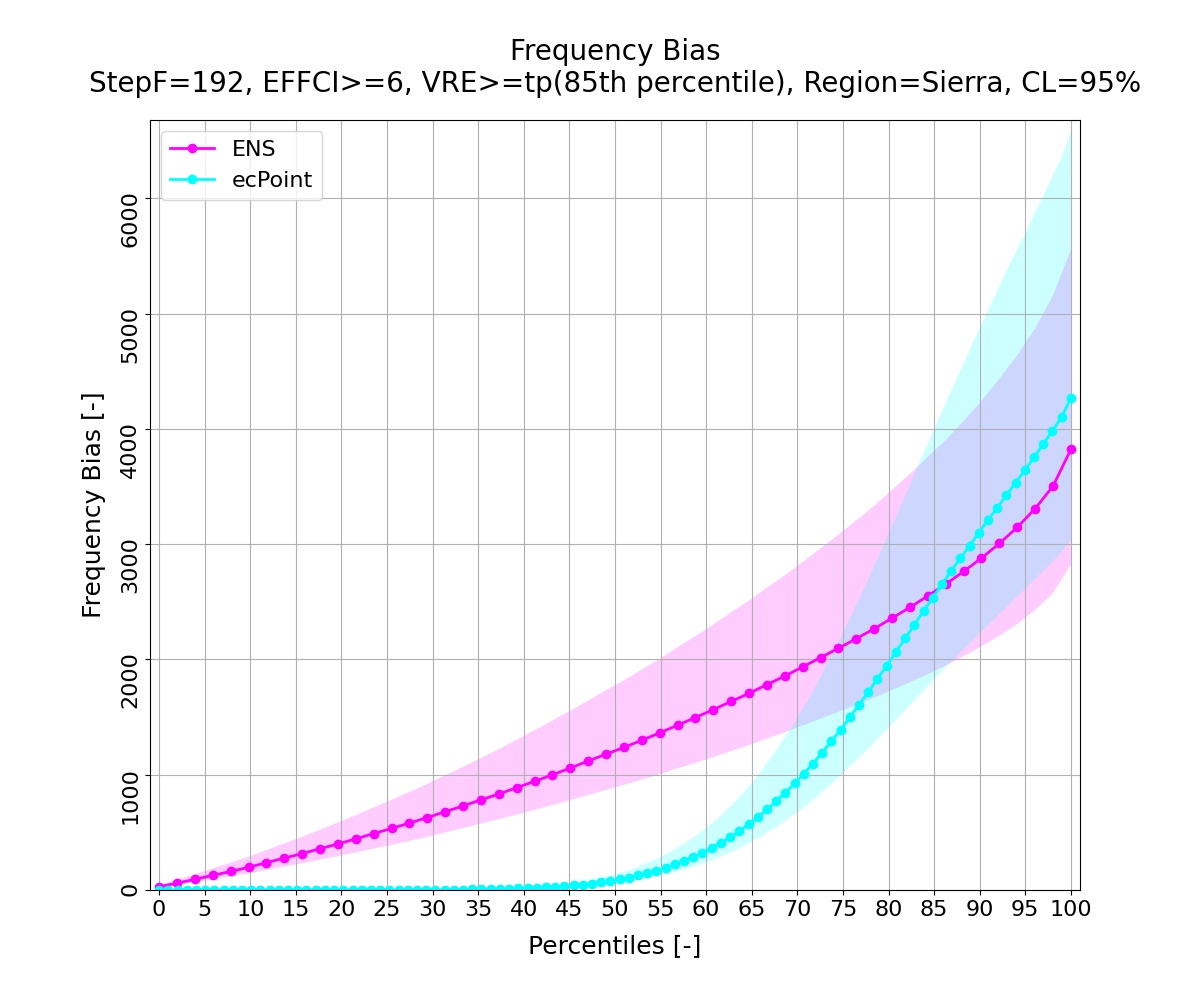 Frequency Bias
StepF=192, EFFCI>=6, VRE>=tp(85th percentile), Region=Sierra, CL=95%
ENS
ecPoint
Frequency Bias [-]
6000
5000
4000
3000
2000
1000
0
0 5 10 15 20 25 30 35 40 45 50 55 60 65 70 75 80 85 90 95 100
Percentiles [-]